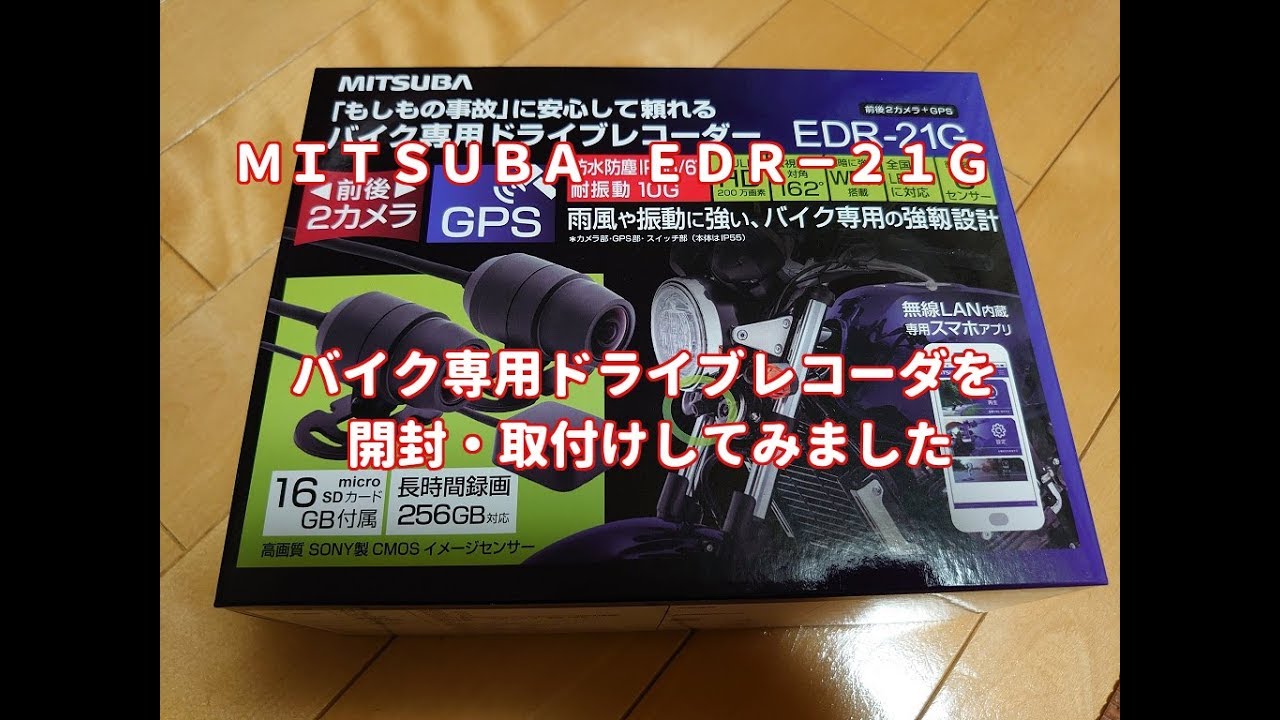 MITSUBA
「もしもの事故」に安心して頼れる
前後2カメラ+GPS
バイク専用ドライブレコーダー EDR-21G
ＭＩＴＳＵＢＡ　ＥＤＲ－２１Ｇ
耐振動 10G
200万画素
対角
162°
搭載
全国
に対応
センサー
◀前後▶
2カメラ
GPS
雨風や振動に強い、バイク専用の強靱設計
*カメラ部・GPS部・スイッチ部（本体はIP55）
無線LAN内蔵
専用スマホアプリ
バイク専用ドライブレコーダを
開封・取付けしてみました
再生
設定
16 micro
SDカード
GB付属
長時間録画
256GB対応
高画質 SONY製 CMOS イメージセンサー